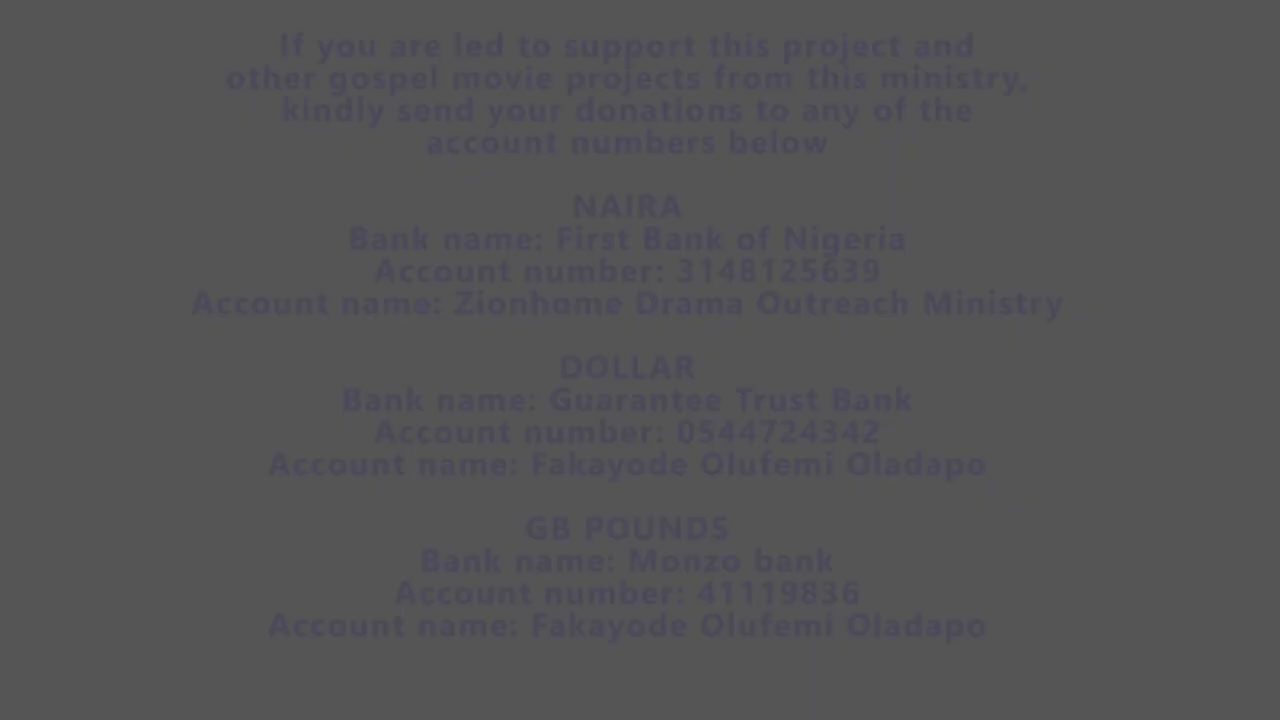 If you are led to support this project and
other gospel movie projects from this ministry,
kindly send your donations to any of the
account numbers below
NAIRA
Bank name: First Bank of Nigeria
Account number: 3148125639
Account name: Zionhome Drama Outreach Ministry
DOLLAR
Bank name: Guarantee Trust Bank
Account number: 0544724342
Account name: Fakayode Olufemi Oladapo
GB POUNDS
Bank name: Monzo bank
Account number: 41119836
Account name: Fakayode Olufemi Oladapo